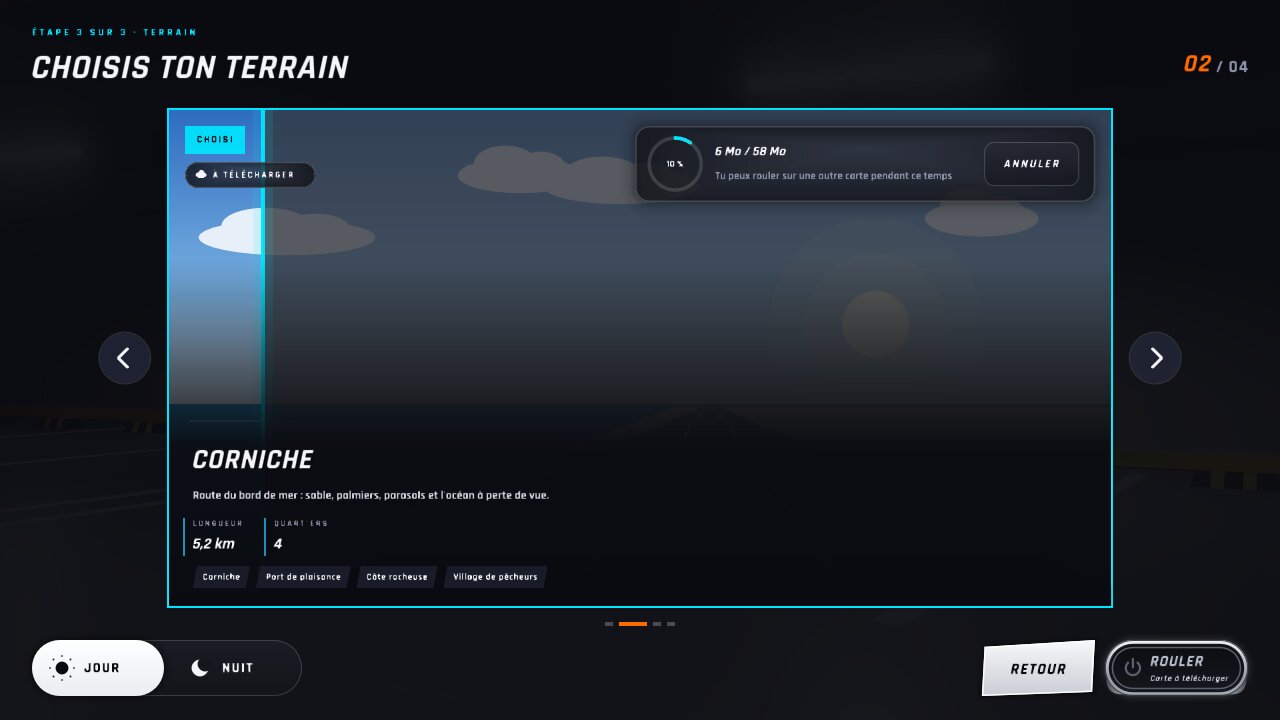 ÉTAPE 3 SUR 3 · TERRAIN
CHOISIS TON TERRAIN
02 / 04
CHOISI
À TÉLÉCHARGER
10 %
6 Mo / 58 Mo
Tu peux rouler sur une autre carte pendant ce temps
ANNULER
CORNICHE
Route du bord de mer : sable, palmiers, parasols et l'océan à perte de vue.
LONGUEUR
QUARTIERS
5,2 km
4
Corniche
Port de plaisance
Côte rocheuse
Village de pêcheurs
JOUR
NUIT
RETOUR
ROULER
Carte à télécharger